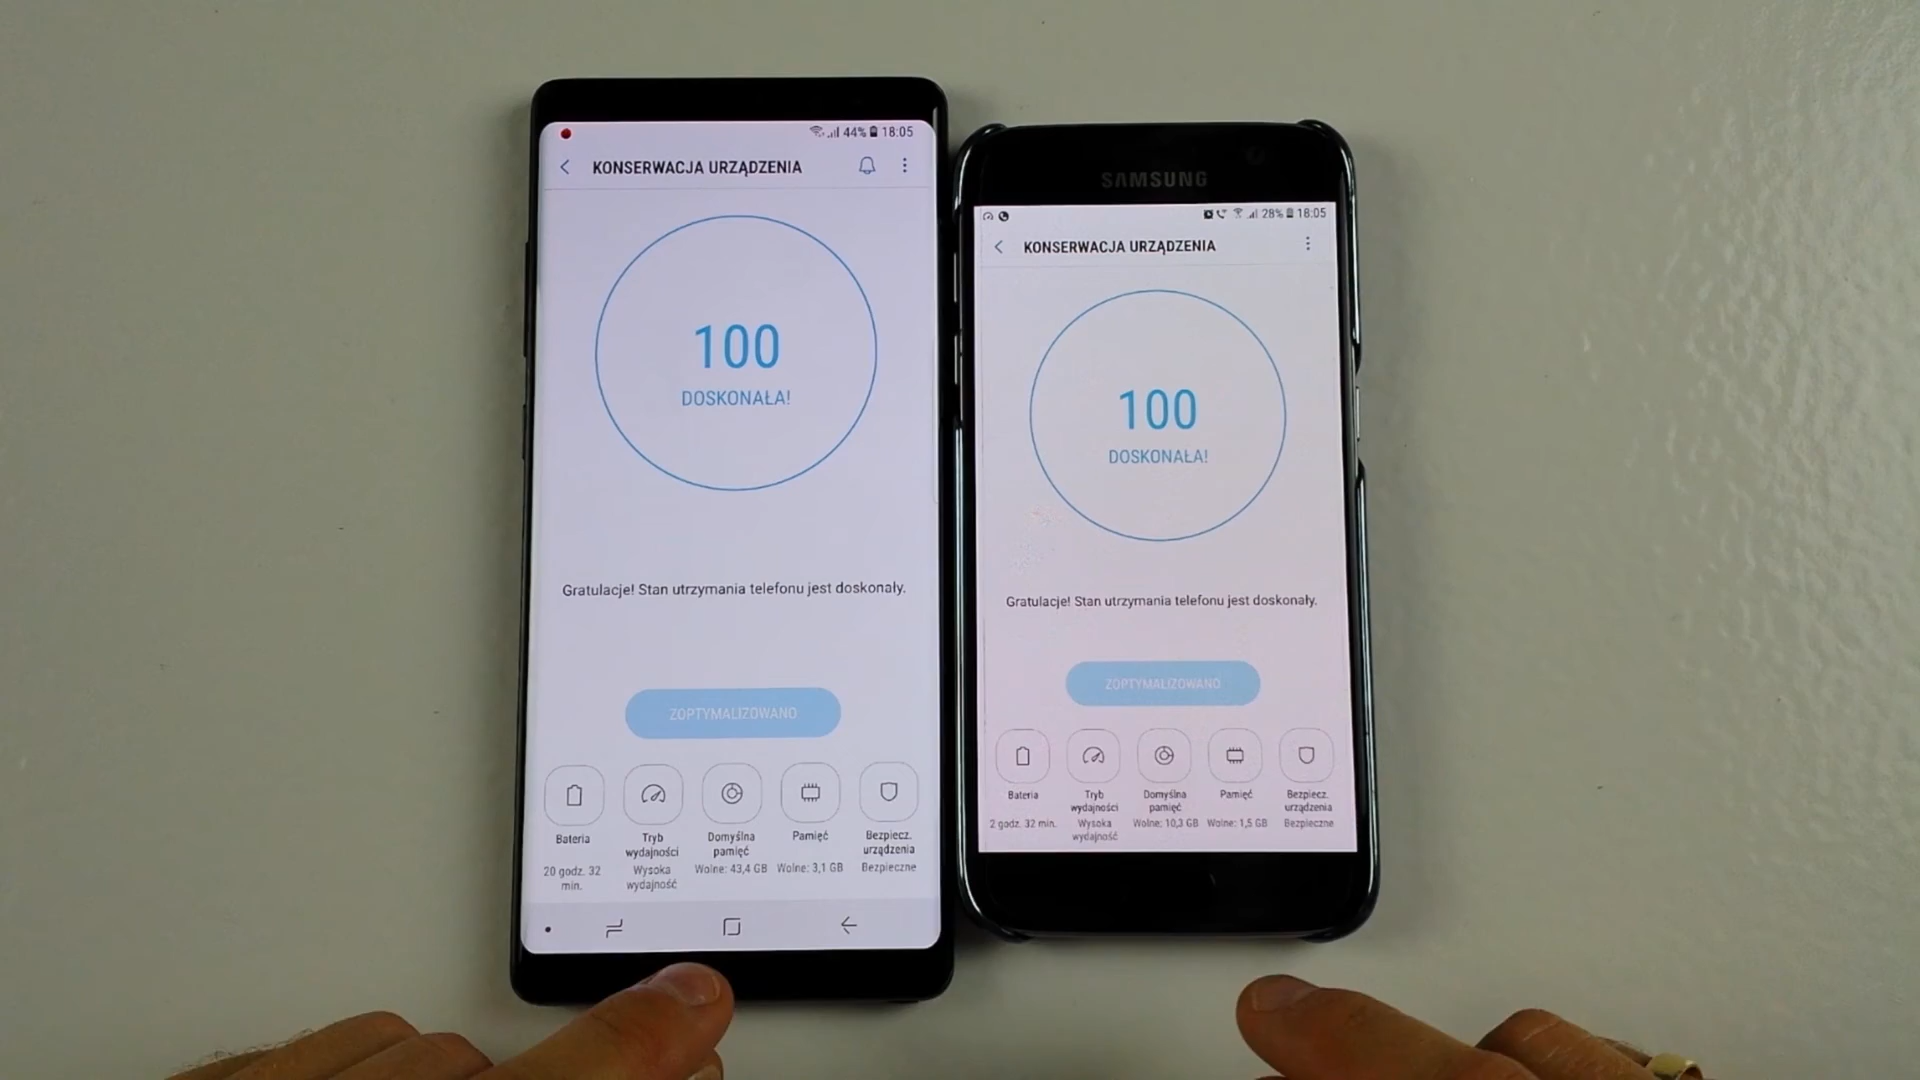 44% 18:05
KONSERWACJA URZĄDZENIA
100
DOSKONAŁA!
Gratulacje! Stan utrzymania telefonu jest doskonały.
ZOPTYMALIZOWANO
Bateria
20 godz. 32
min.
Tryb
wydajności
Wysoka
wydajność
Domyślna
pamięć
Wolne: 43,4 GB
Pamięć
Wolne: 3,1 GB
Bezpiecz.
urządzenia
Bezpieczne
SAMSUNG
28% 18:05
KONSERWACJA URZĄDZENIA
100
DOSKONAŁA!
Gratulacje! Stan utrzymania telefonu jest doskonały.
ZOPTYMALIZOWANO
Bateria
2 godz. 32 min.
Tryb
wydajności
Wysoka
wydajność
Domyślna
pamięć
Wolne: 10,3 GB
Pamięć
Wolne: 1,5 GB
Bezpiecz.
urządzenia
Bezpieczne